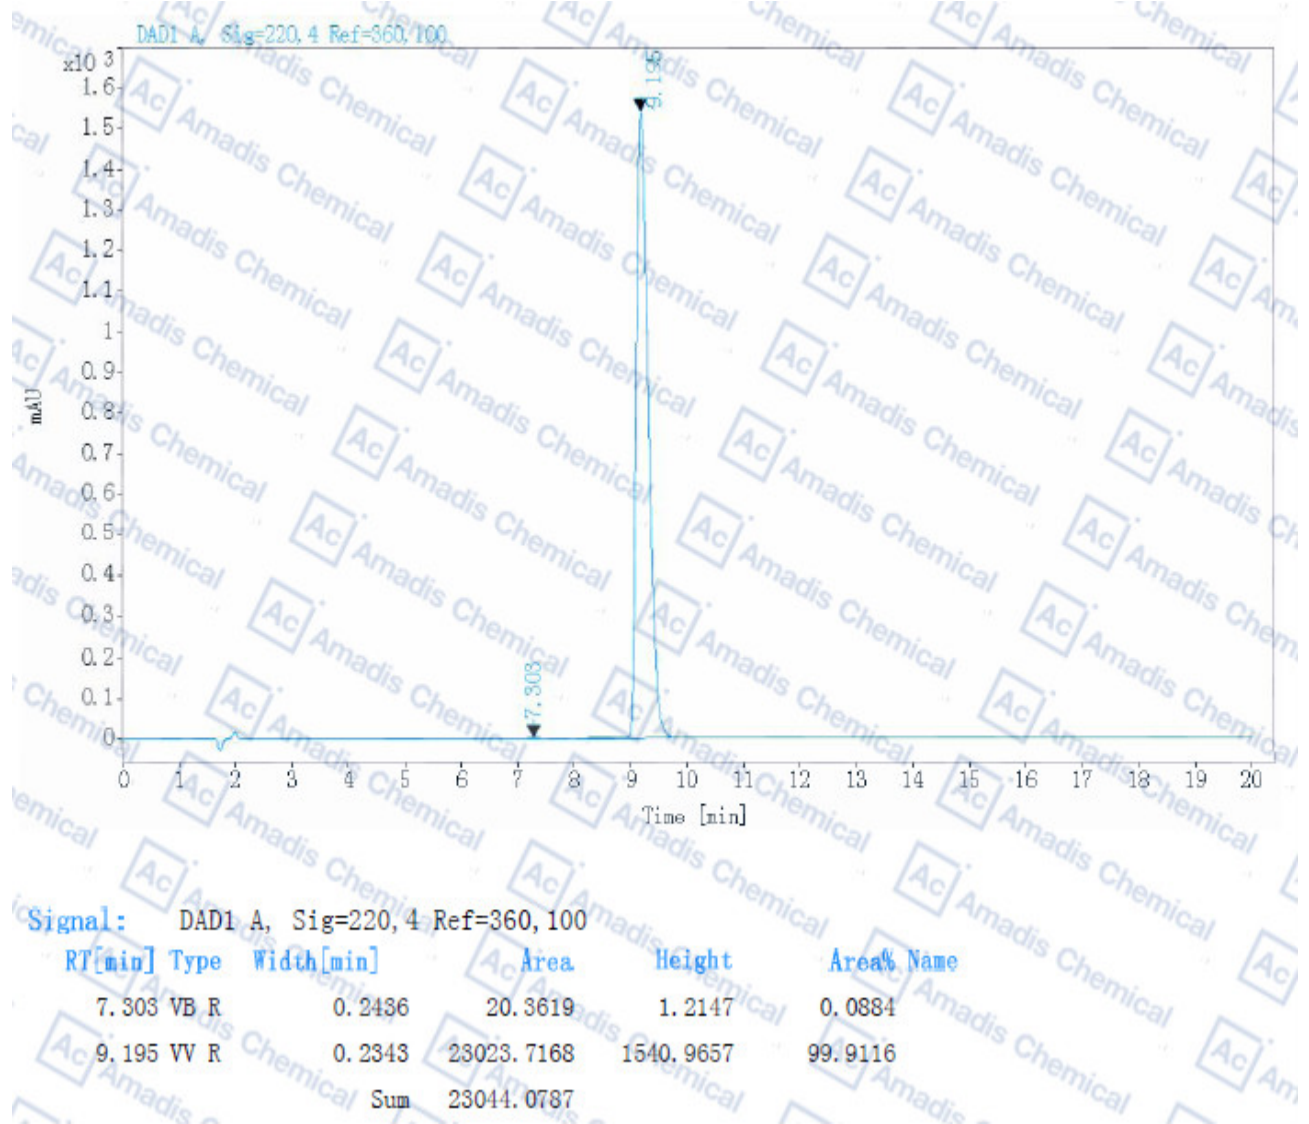 DAD1 A, Sig=220,4 Ref=360,100
x10 3
1.6
1.5
1.4
1.3
1.2
1.1
1
0.9
0.8
0.7
0.6
0.5
0.4
0.3
0.2
0.1
0
mAU
9.195
7.303
0 1 2 3 4 5 6 7 8 9 10 11 12 13 14 15 16 17 18 19 20
Time [min]
Signal: DAD1 A, Sig=220,4 Ref=360,100
RT[min] Type Width[min] Area Height Area% Name
7.303 VB R 0.2436 20.3619 1.2147 0.0884
9.195 VV R 0.2343 23023.7168 1540.9657 99.9116
Sum 23044.0787
Ac Amadis Chemical